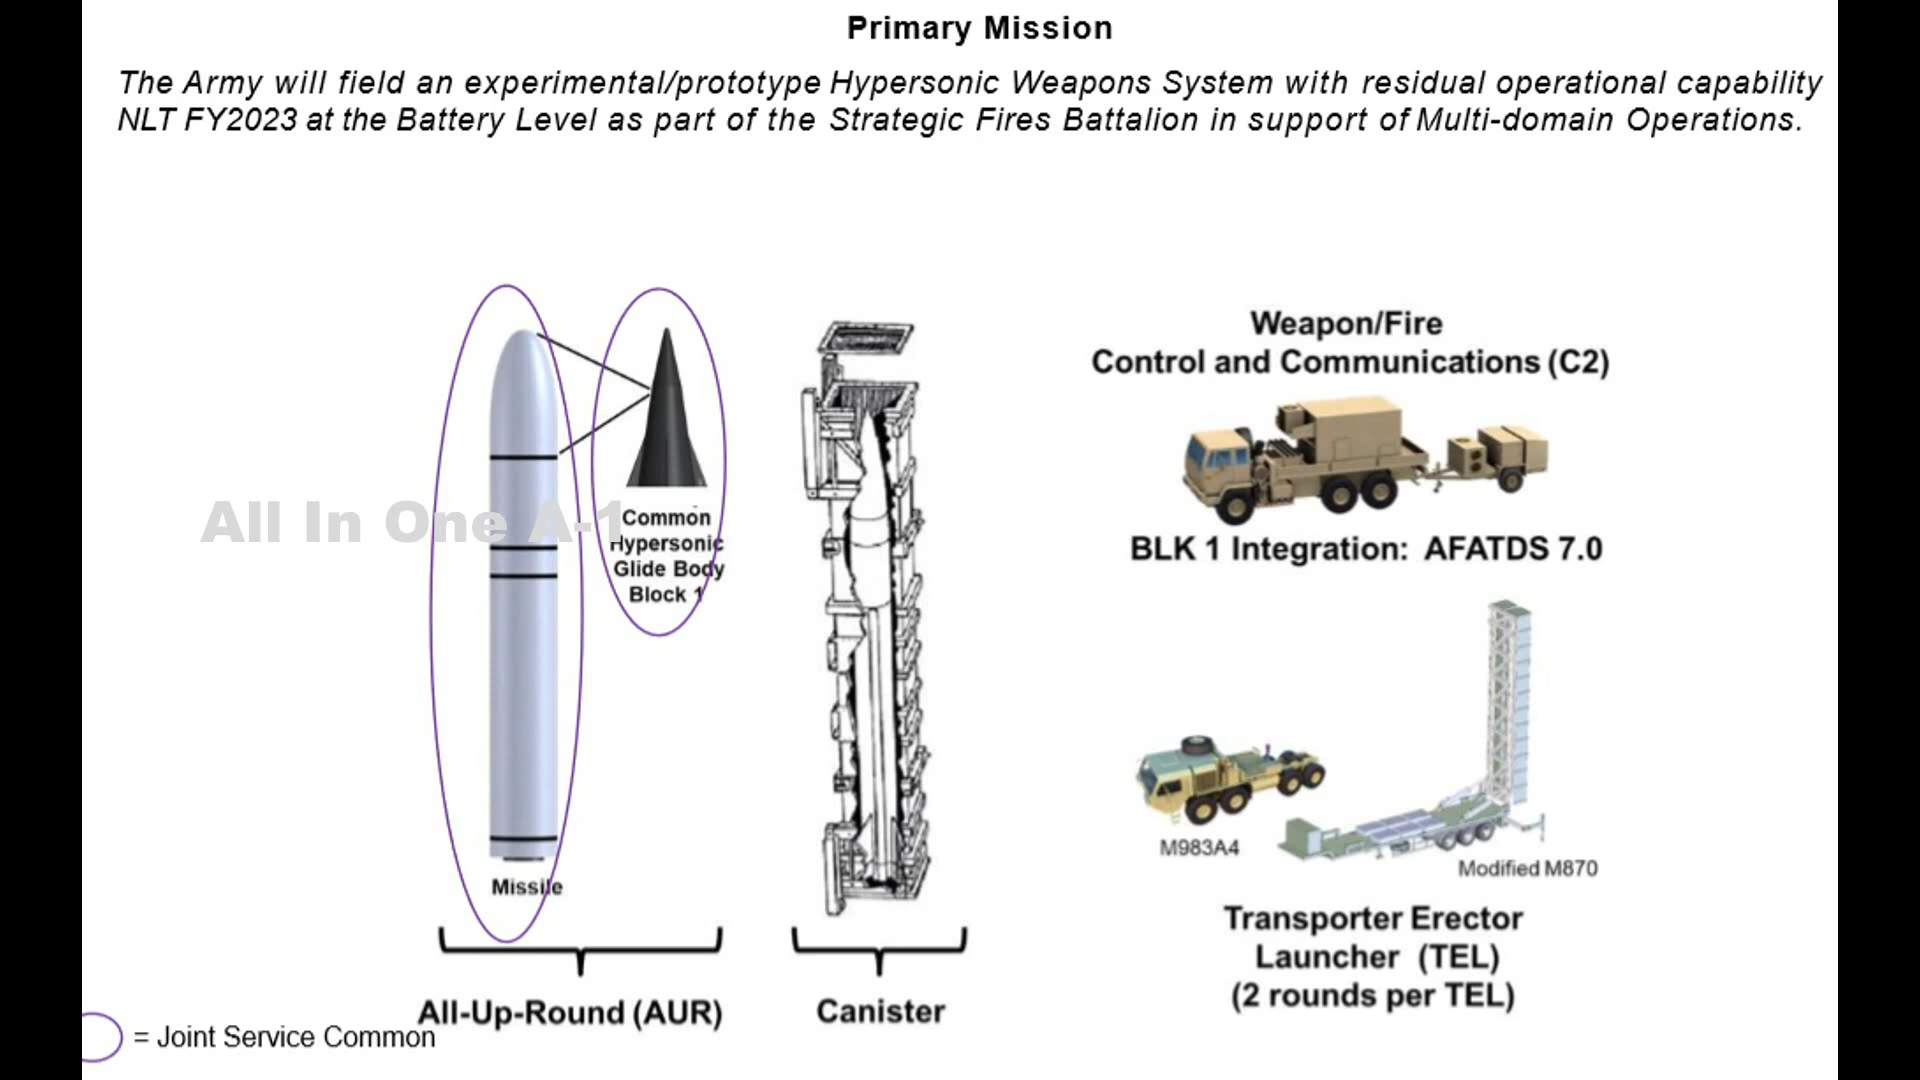 Primary Mission
The Army will field an experimental/prototype Hypersonic Weapons System with residual operational capability
NLT FY2023 at the Battery Level as part of the Strategic Fires Battalion in support of Multi-domain Operations.
All In One A-1
Common
Hypersonic
Glide Body
Block 1
Missile
All-Up-Round (AUR)
Canister
Weapon/Fire
Control and Communications (C2)
BLK 1 Integration: AFATDS 7.0
M983A4
Modified M870
Transporter Erector
Launcher (TEL)
(2 rounds per TEL)
= Joint Service Common